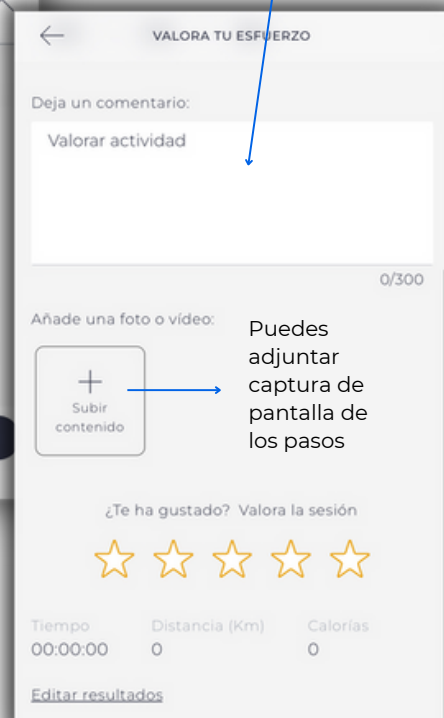 VALORA TU ESFUERZO
Deja un comentario:
Valorar actividad
0/300
Añade una foto o vídeo:
Subir
contenido
Puedes
adjuntar
captura de
pantalla de
los pasos
¿Te ha gustado? Valora la sesión
Tiempo Distancia (Km) Calorías
00:00:00 0 0
Editar resultados